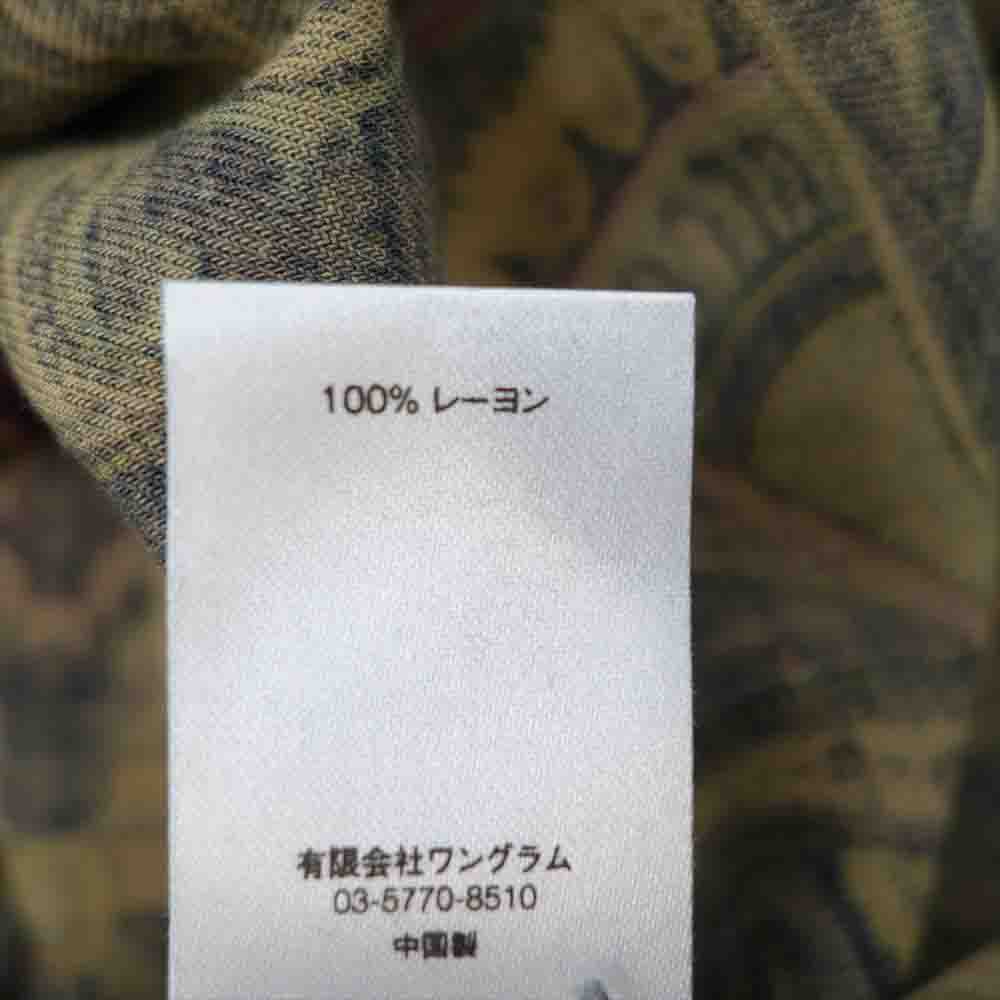 100% レーヨン
有限会社ワングラム
03-5770-8510
中国製